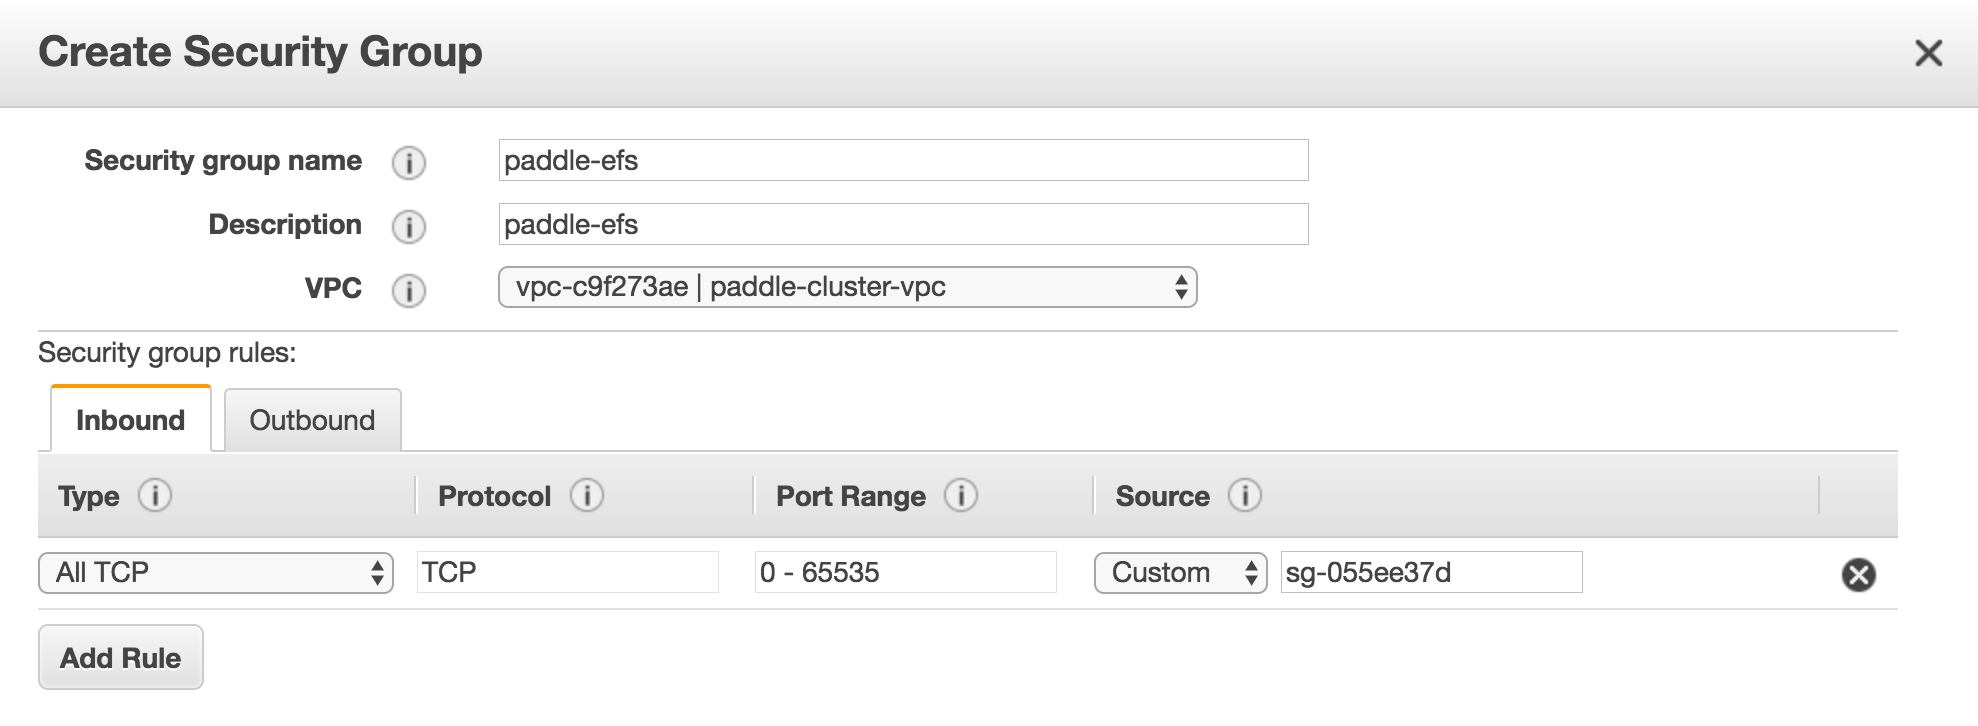 Create Security Group
Security group name paddle-efs
Description paddle-efs
VPC vpc-c9f273ae | paddle-cluster-vpc
Security group rules:
Inbound Outbound
Type Protocol Port Range Source
All TCP TCP 0 - 65535 Custom sg-055ee37d
Add Rule